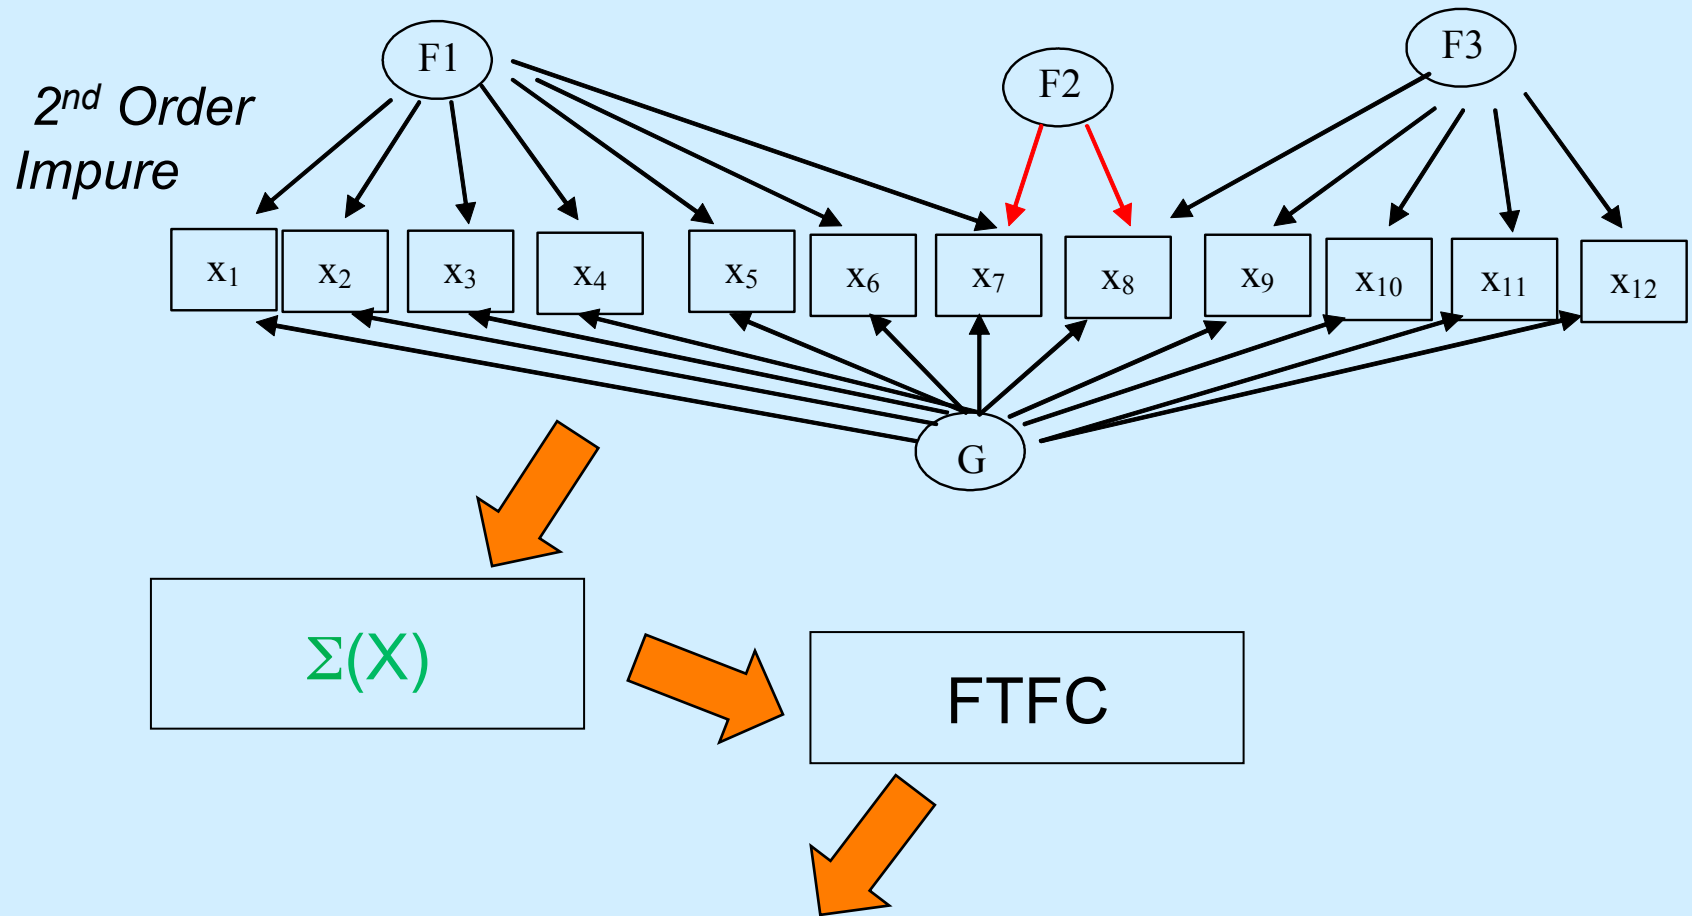 F1
F2
F3
2nd Order
Impure
x1 x2 x3 x4 x5 x6 x7 x8 x9 x10 x11 x12
G
Σ(X)
FTFC